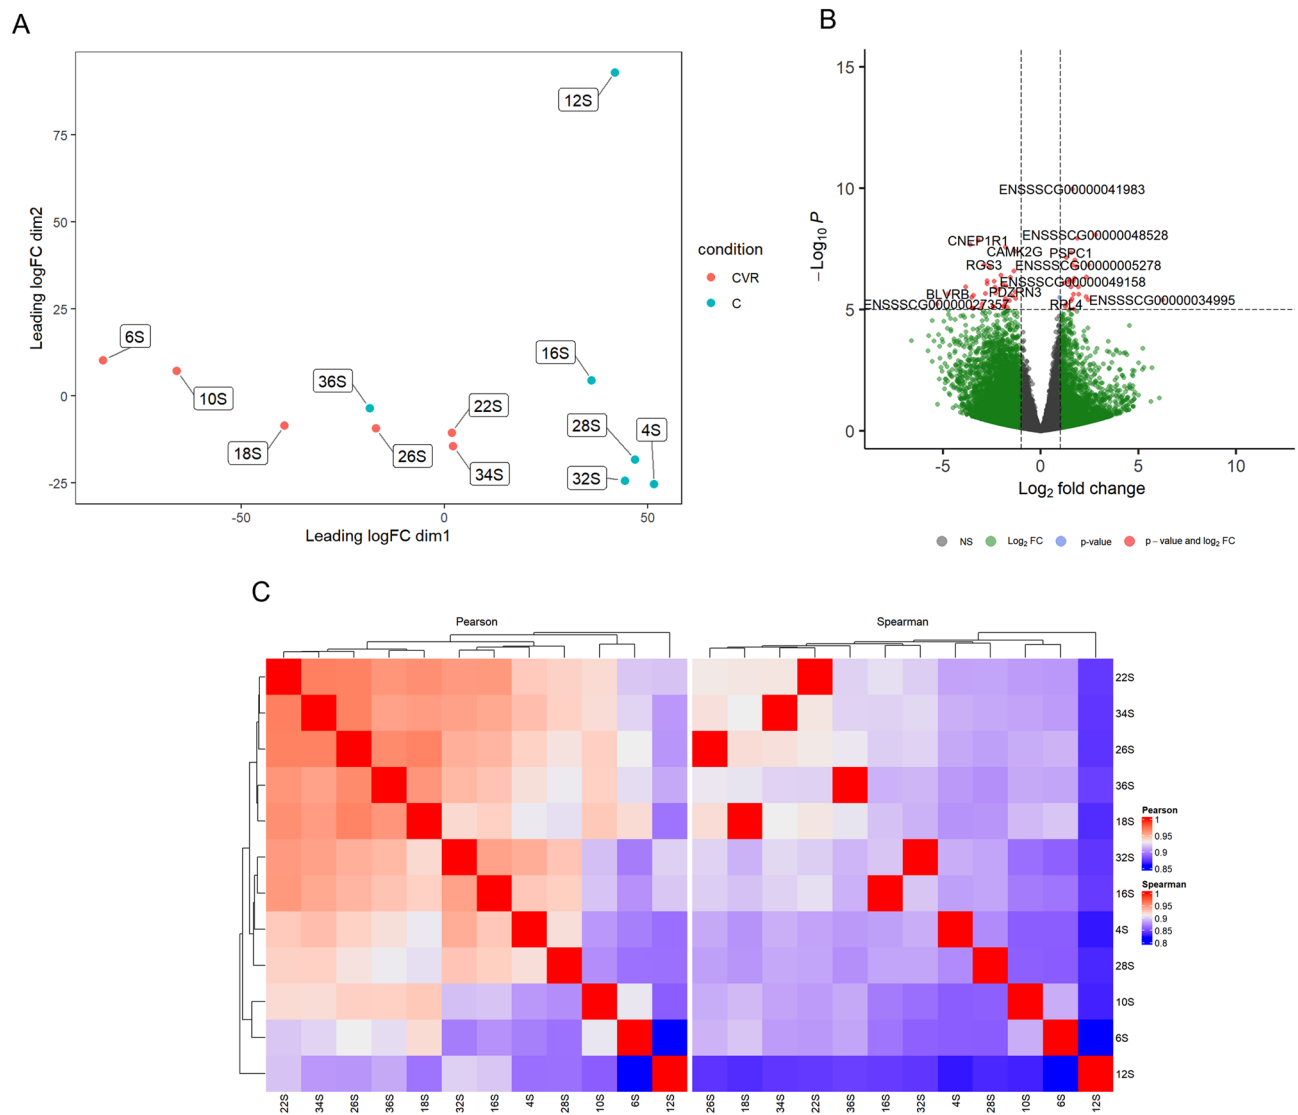 A
Leading logFC dim2
75
50
25
0
-25
12S
6S
10S
18S
36S
26S
22S
34S
16S
28S
4S
32S
-50
0
50
Leading logFC dim1
condition
CVR
C
B
−Log10 P
15
10
5
0
ENSSSCG00000041983
ENSSSCG00000048528
CNEP1R1
CAMK2G
PSPC1
RGS3
ENSSSCG00000005278
ENSSSCG00000049158
PDZRN3
BLVRB
ENSSSCG00000034995
RPL4
-5
0
5
10
Log2 fold change
NS
Log2 FC
p-value
p − value and log2 FC
C
Pearson
Spearman
22S
34S
26S
36S
18S
32S
16S
4S
28S
10S
6S
12S
22S
34S
26S
36S
18S
32S
16S
4S
28S
10S
6S
12S
26S
18S
34S
22S
36S
16S
32S
4S
28S
10S
6S
12S
Pearson
1
0.95
0.9
0.85
Spearman
1
0.95
0.9
0.85
0.8